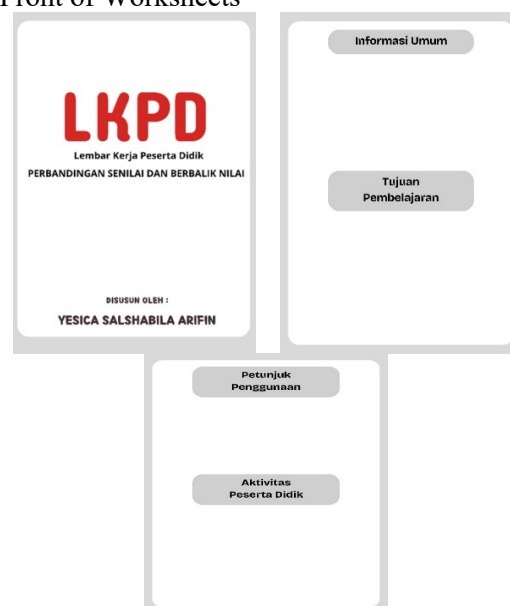 Front of Worksheets
LKPD
Lembar Kerja Peserta Didik
PERBANDINGAN SENILAI DAN BERBALIK NILAI
DISUSUN OLEH :
YESICA SALSHABILA ARIFIN
Informasi Umum
Tujuan
Pembelajaran
Petunjuk
Penggunaan
Aktivitas
Peserta Didik